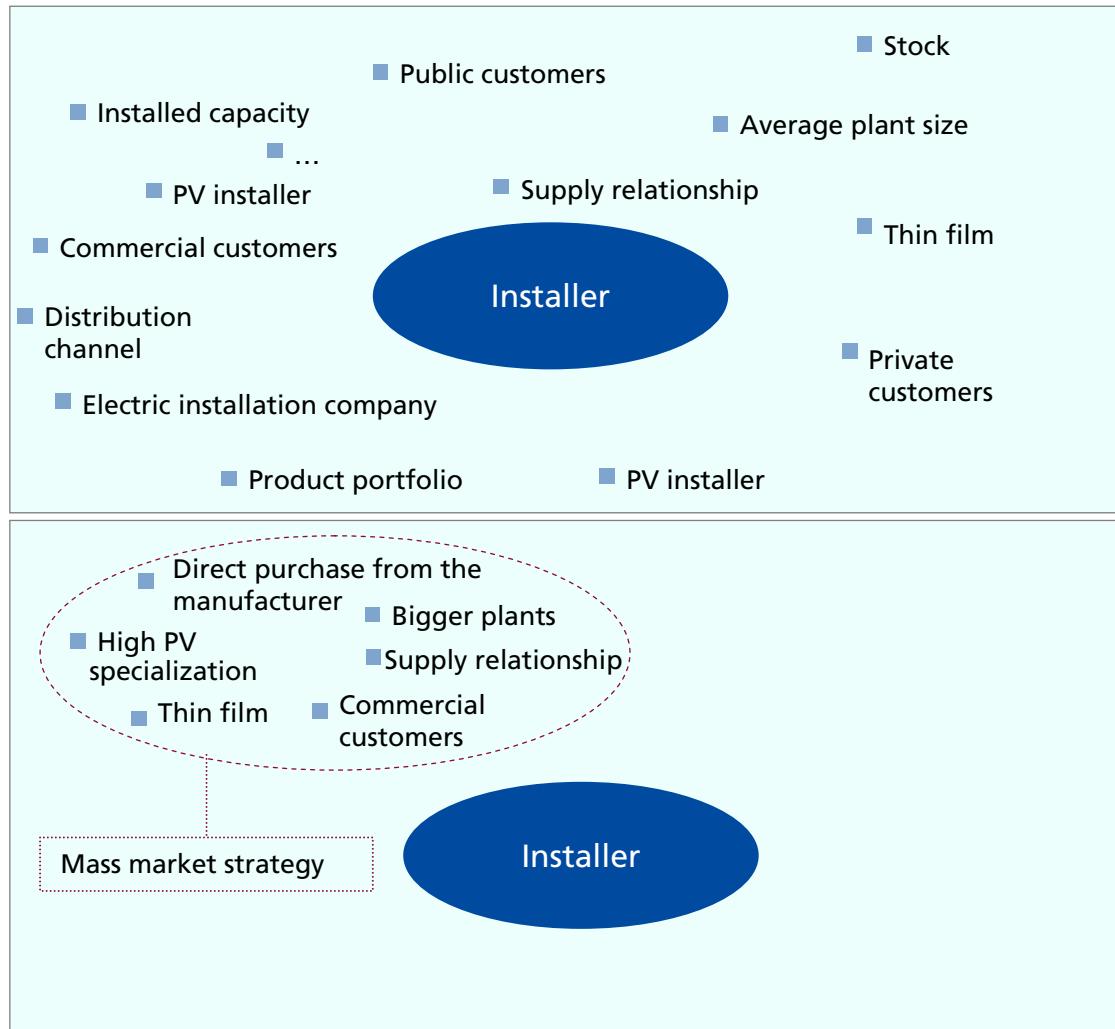 Stock
Public customers
Installed capacity
Average plant size
...
PV installer
Supply relationship
Commercial customers
Thin film
Installer
Distribution
channel
Private
customers
Electric installation company
Product portfolio
PV installer
Direct purchase from the
manufacturer
Bigger plants
High PV
specialization
Supply relationship
Thin film
Commercial
customers
Mass market strategy
Installer